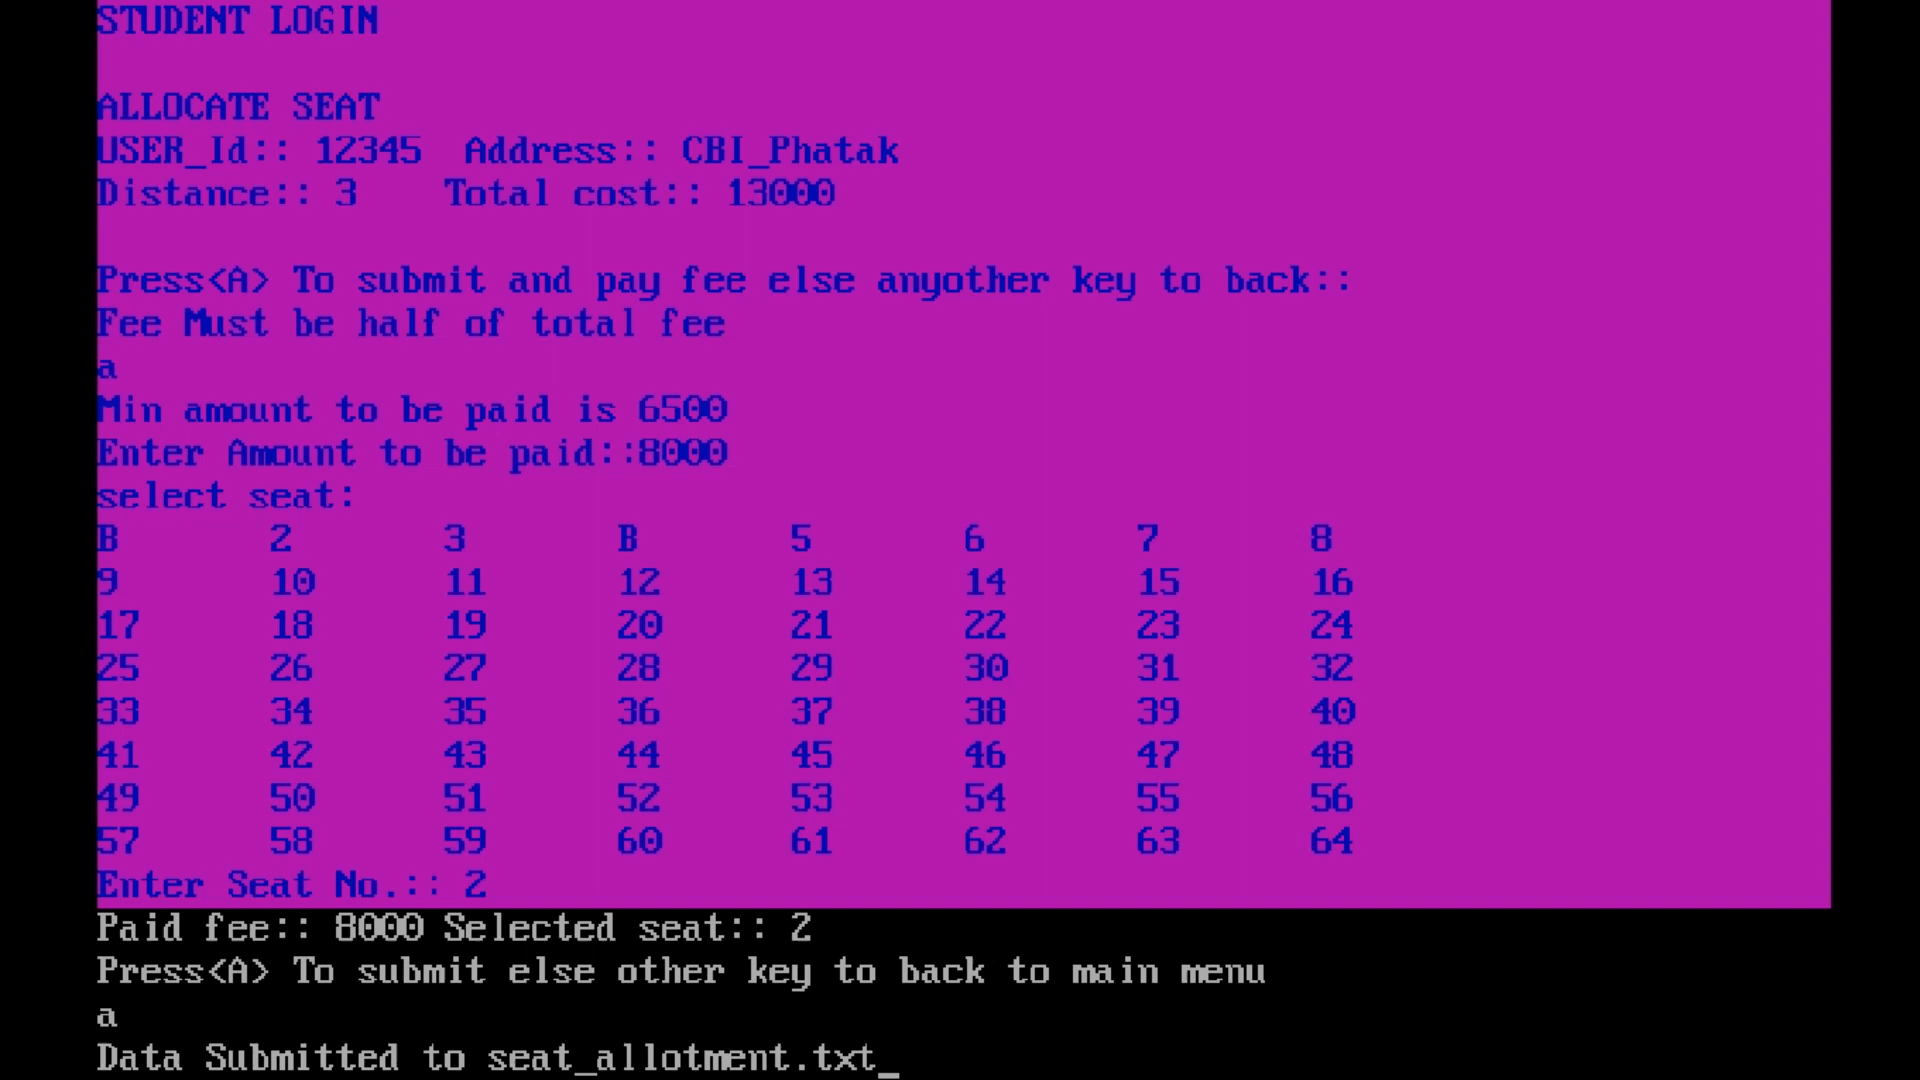 STUDENT LOGIN
ALLOCATE SEAT
USER_Id:: 12345 Address:: CBI_Phatak
Distance:: 3 Total cost:: 13000
Press<A> To submit and pay fee else anyother key to back::
Fee Must be half of total fee
a
Min amount to be paid is 6500
Enter Amount to be paid::8000
select seat:
B 2 3 B 5 6 7 8
9 10 11 12 13 14 15 16
17 18 19 20 21 22 23 24
25 26 27 28 29 30 31 32
33 34 35 36 37 38 39 40
41 42 43 44 45 46 47 48
49 50 51 52 53 54 55 56
57 58 59 60 61 62 63 64
Enter Seat No.:: 2
Paid fee:: 8000 Selected seat:: 2
Press<A> To submit else other key to back to main menu
a
Data Submitted to seat_allotment.txt_